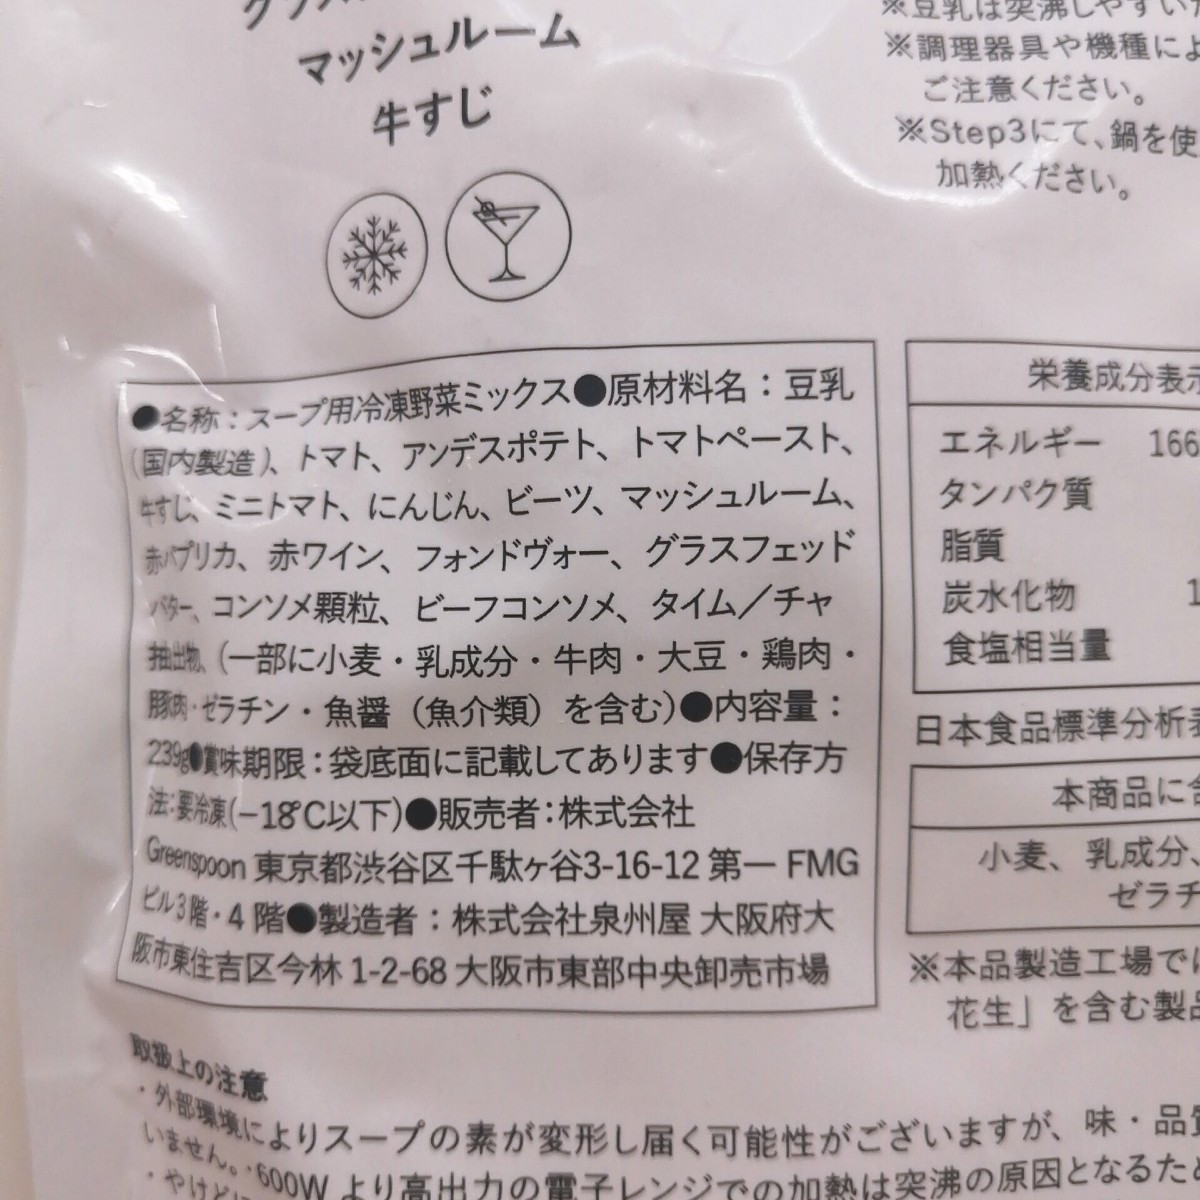 マッシュルーム
牛すじ
※豆乳は突沸しやすい
※調理器具や機種によ
ご注意ください。
※Step3にて、鍋を使
加熱ください。
●名称：スープ用冷凍野菜ミックス●原材料名：豆乳
（国内製造）、トマト、アンデスポテト、トマトペースト、
牛すじ、ミニトマト、にんじん、ビーツ、マッシュルーム、
赤パプリカ、赤ワイン、フォンドヴォー、グラスフェッド
バター、コンソメ顆粒、ビーフコンソメ、タイム／チャ
抽出物、（一部に小麦・乳成分・牛肉・大豆・鶏肉・
豚肉・ゼラチン・魚醤（魚介類）を含む）●内容量：
239g●賞味期限：袋底面に記載してあります●保存方
法：要冷凍（－18℃以下）●販売者：株式会社
Greenspoon 東京都渋谷区千駄ヶ谷3-16-12 第一 FMG
ビル3階・4階●製造者：株式会社泉州屋 大阪府大
阪市東住吉区今林 1-2-68 大阪市東部中央卸売市場
栄養成分表示
エネルギー 166
タンパク質
脂質
炭水化物 1
食塩相当量
日本食品標準分析表
本商品に含
小麦、乳成分、
ゼラチ
※本品製造工場では
花生」を含む製品
取扱上の注意
・外部環境によりスープの素が変形し届く可能性がございますが、味・品質
いません。・600W より高出力の電子レンジでの加熱は突沸の原因となるため
・やけど